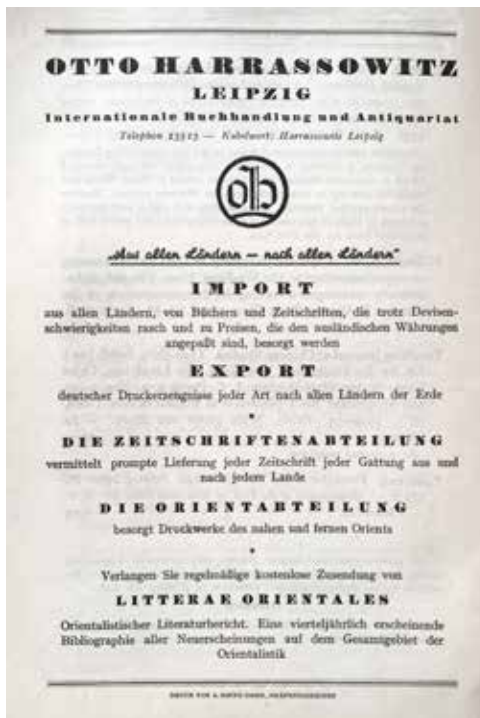 OTTO HARRASSOWITZ
LEIPZIG
Internationale Buchhandlung und Antiquariat
Telephon 13913 — Kabelwort: Harrassowitz Leipzig
oh
„Aus allen Ländern — nach allen Ländern“
IMPORT
aus allen Ländern, von Büchern und Zeitschriften, die trotz Devisen-
schwierigkeiten rasch und zu Preisen, die den ausländischen Währungen
angepaßt sind, besorgt werden
EXPORT
deutscher Druckerzeugnisse jeder Art nach allen Ländern der Erde
*
DIE ZEITSCHRIFTENABTEILUNG
vermittelt prompte Lieferung jeder Zeitschrift jeder Gattung aus und
nach jedem Lande
DIE ORIENTABTEILUNG
besorgt Druckwerke des nahen und fernen Orients
*
Verlangen Sie regelmäßige kostenlose Zusendung von
LITTERAE ORIENTALES
Orientalistischer Literaturbericht. Eine vierteljährlich erscheinende
Bibliographie aller Neuerscheinungen auf dem Gesamtgebiet der
Orientalistik
DRUCK VON